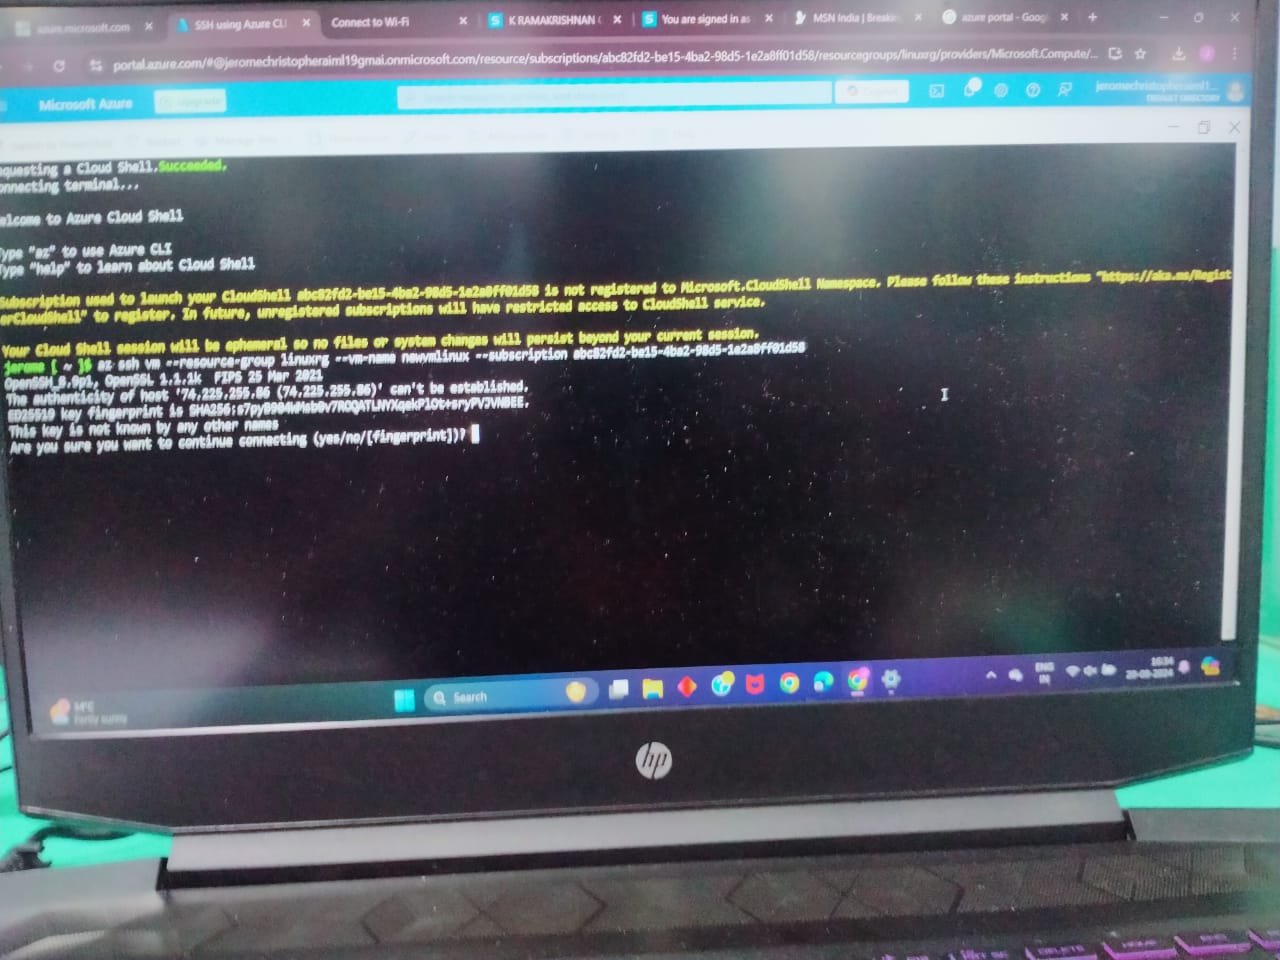 azure.microsoft.com
SSH using Azure CLI
Connect to Wi-Fi
K RAMAKRISHNAN C
You are signed in as
MSN India | Breakin
azure portal - Goog
portal.azure.com/#@jeromechristopheraiml19gmai.onmicrosoft.com/resource/subscriptions/abc82fd2-be15-4ba2-98d5-1e2a8ff01d58/resourcegroups/linuxrg/providers/Microsoft.Compute/...
Microsoft Azure
Upgrade
Copilot
jeromechristopheraiml1...
DEFAULT DIRECTORY
equesting a Cloud Shell.Succeeded.
onnecting terminal...
elcome to Azure Cloud Shell
Type "az" to use Azure CLI
Type "help" to learn about Cloud Shell
Subscription used to launch your CloudShell abc82fd2-be15-4ba2-98d5-1e2a8ff01d58 is not registered to Microsoft.CloudShell Namespace. Please follow these instructions "https://aka.ms/Regist
erCloudShell" to register. In future, unregistered subscriptions will have restricted access to CloudShell service.
Your Cloud Shell session will be ephemeral so no files or system changes will persist beyond your current session.
jerome [ ~ ]$ az ssh vm --resource-group linuxrg --vm-name newvmlinux --subscription abc82fd2-be15-4ba2-98d5-1e2a8ff01d58
OpenSSH_8.9p1, OpenSSL 1.1.1k FIPS 25 Mar 2021
The authenticity of host '74.225.255.86 (74.225.255.86)' can't be established.
ED25519 key fingerprint is
This key is not known by any other names
Are you sure you want to continue connecting (yes/no/[fingerprint])?
Partly sunny
Search
ENG
IN
16:34
20-09-2024
hp
DELETE
HOME
END